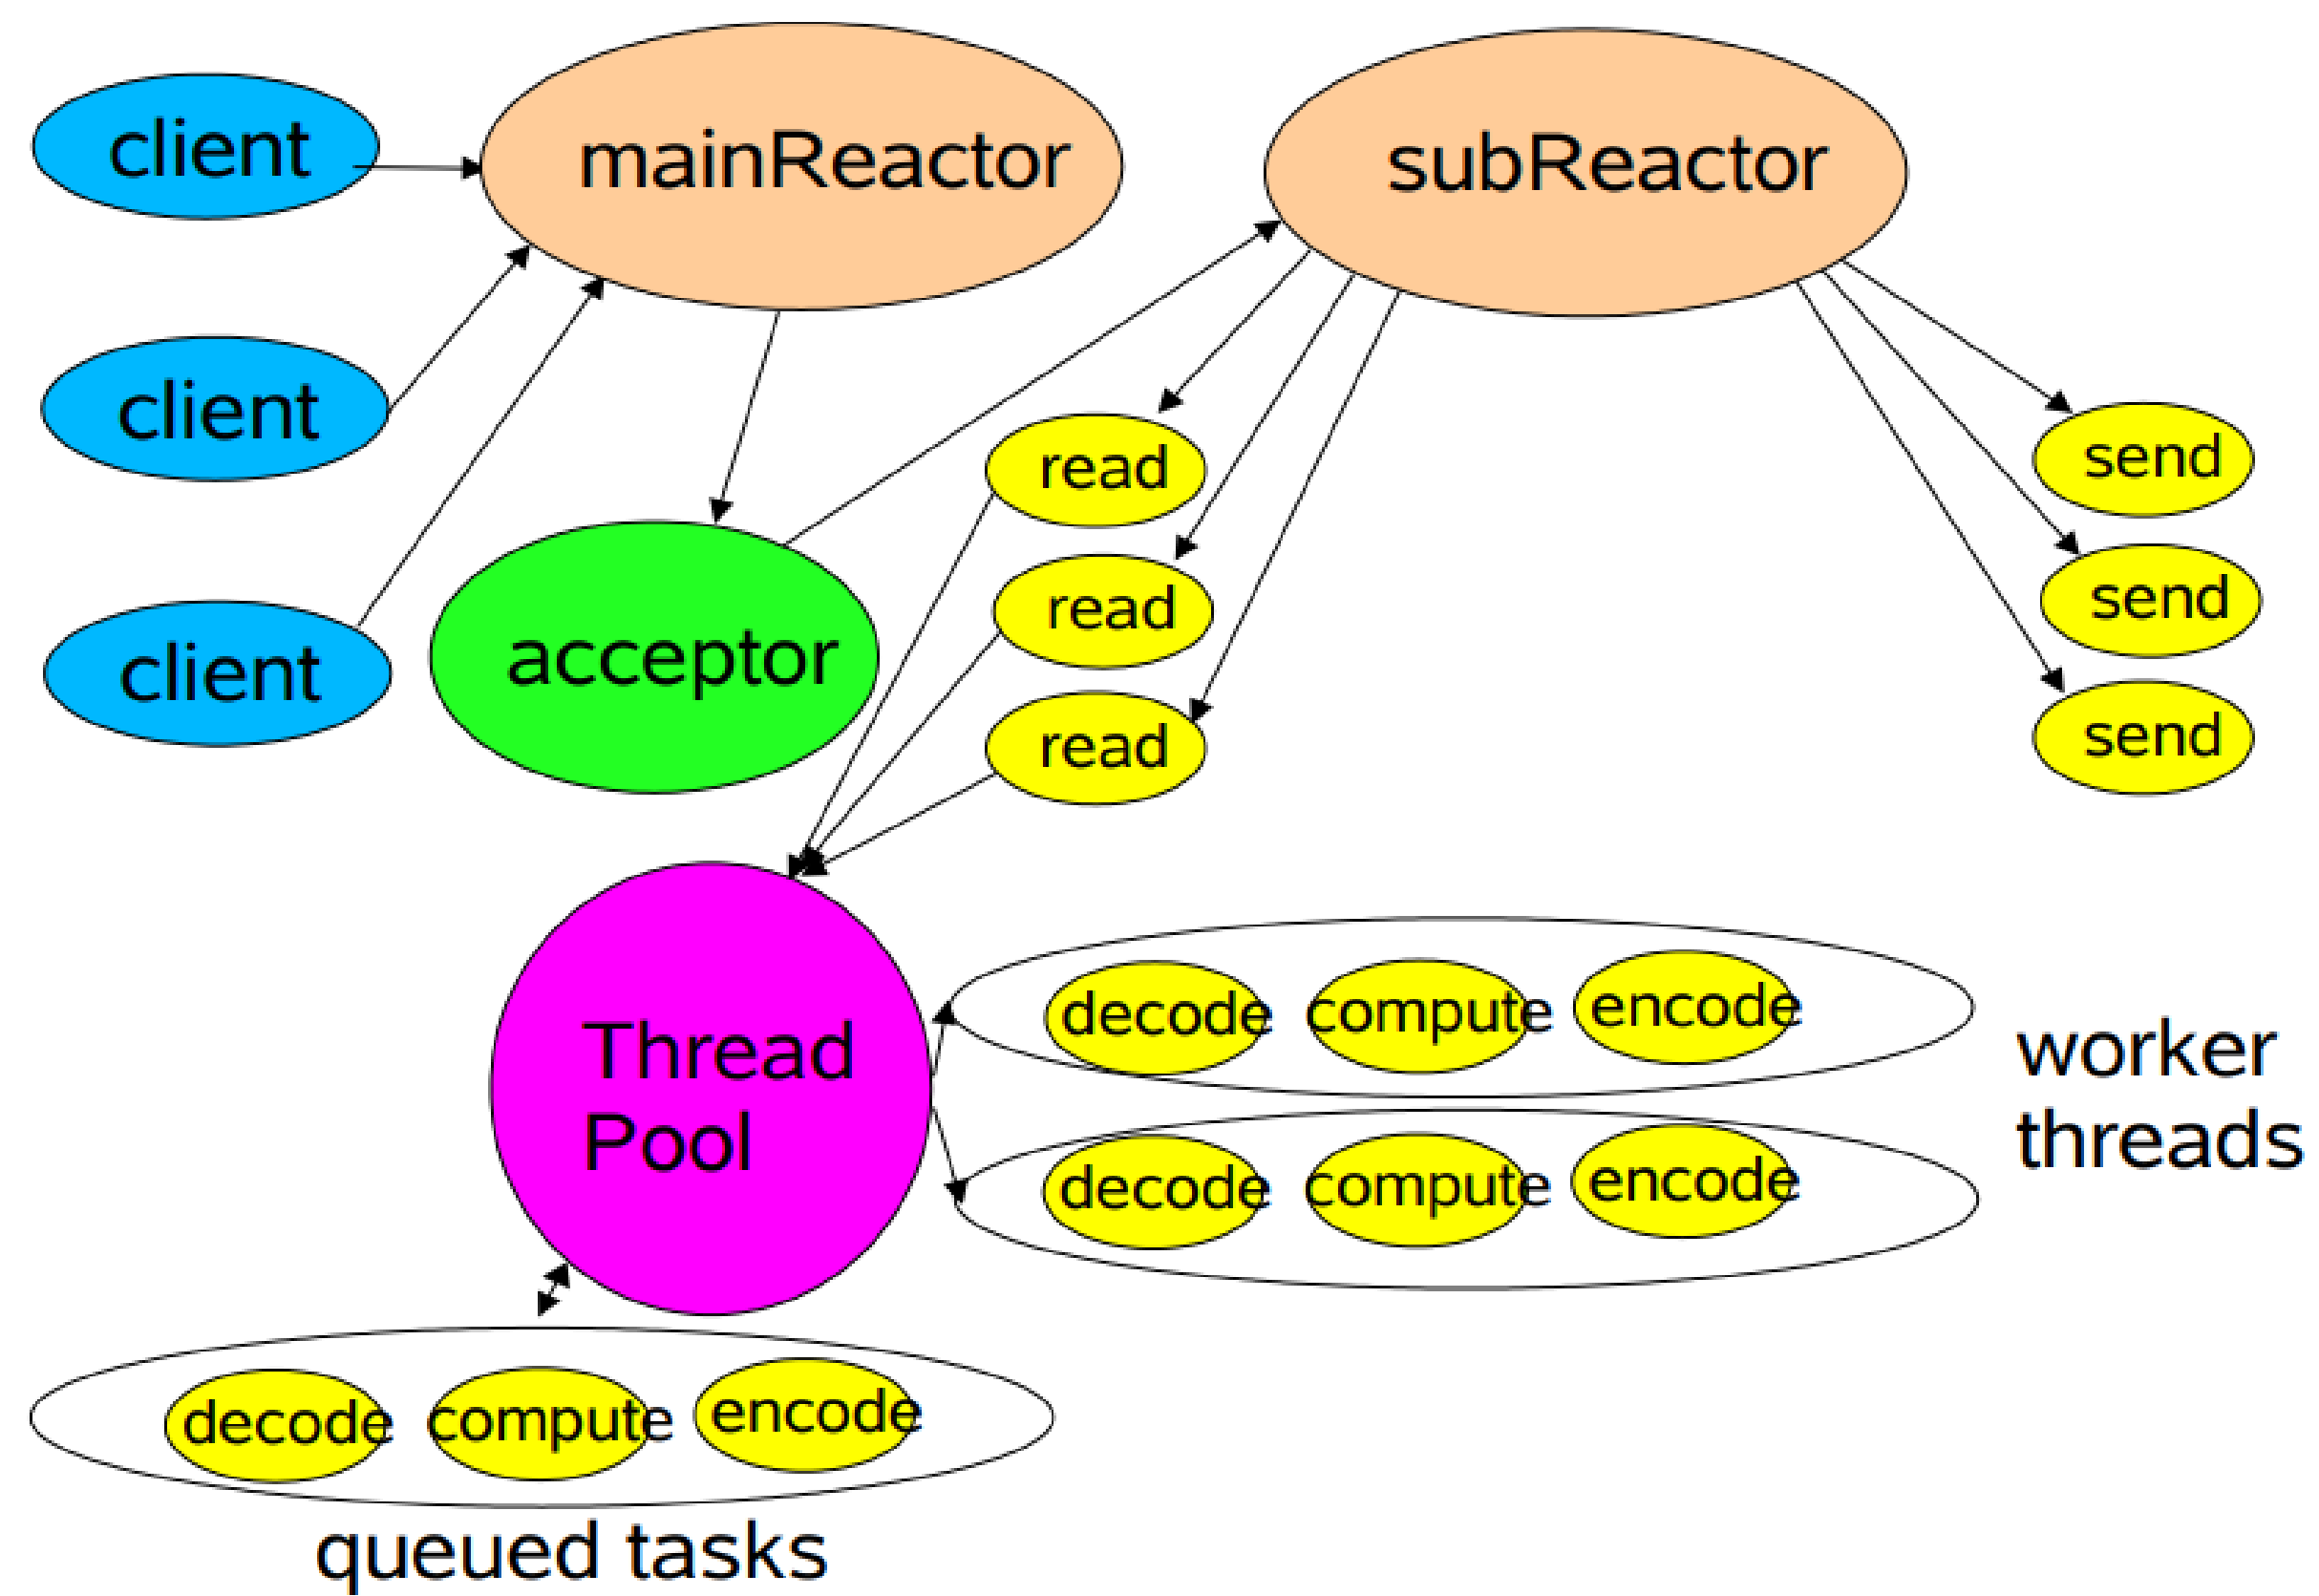 client
mainReactor
subReactor
client
client
acceptor
read
read
read
send
send
send
Thread
Pool
decode compute encode
decode compute encode
worker
threads
decode compute encode
queued tasks